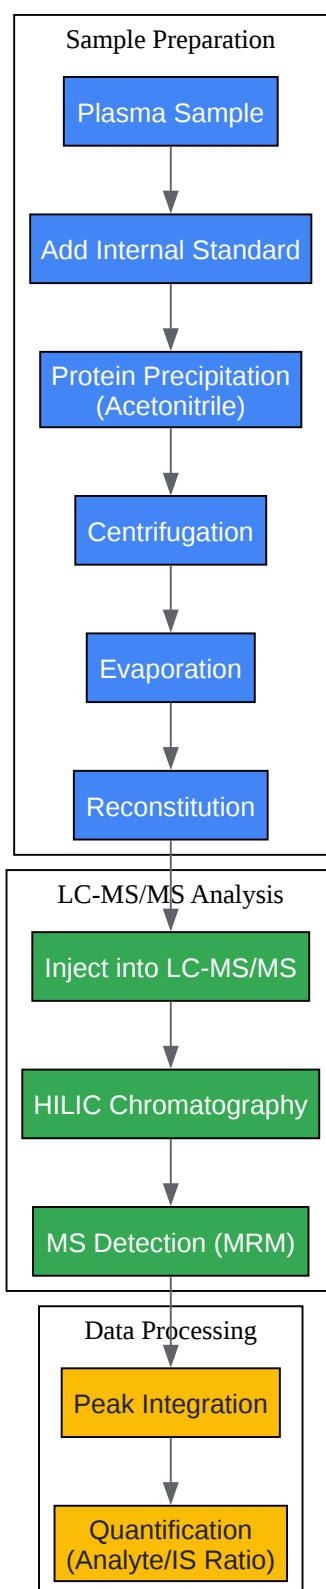 Sample Preparation
Plasma Sample
Add Internal Standard
Protein Precipitation
(Acetonitrile)
Centrifugation
Evaporation
Reconstitution
LC-MS/MS Analysis
Inject into LC-MS/MS
HILIC Chromatography
MS Detection (MRM)
Data Processing
Peak Integration
Quantification
(Analyte/IS Ratio)